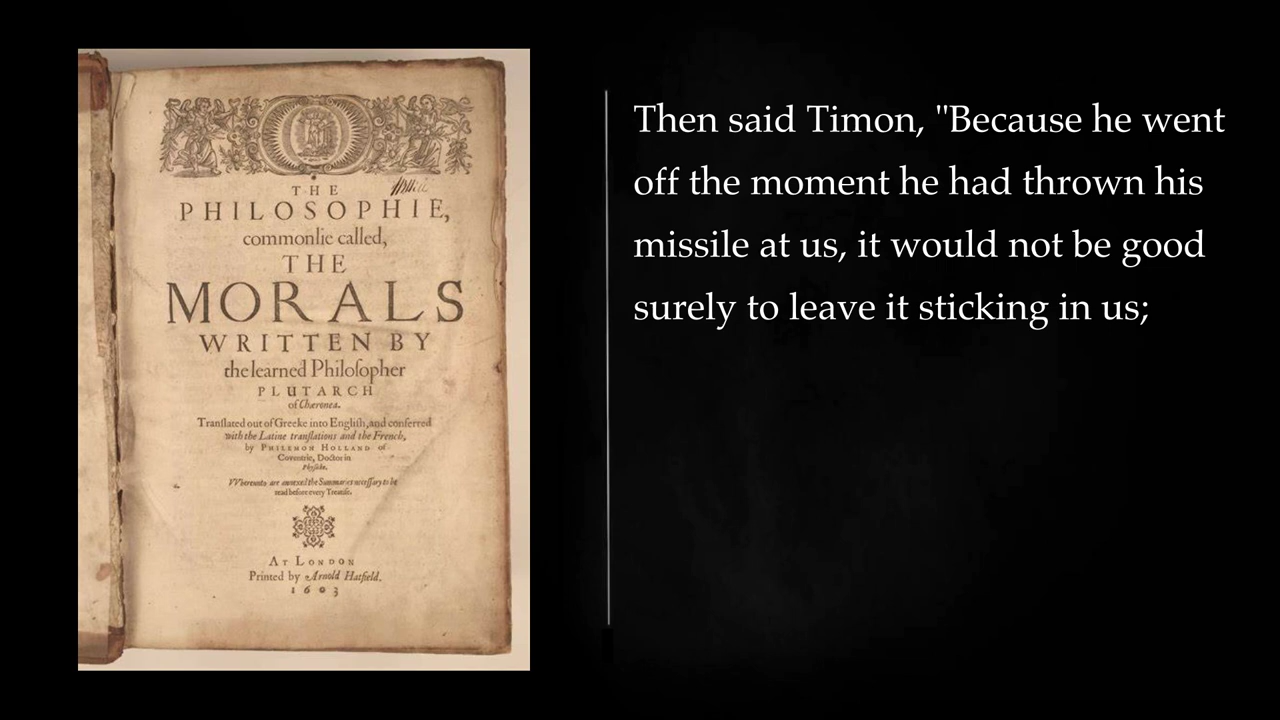 THE
PHILOSOPHIE,
commonlie called,
THE
MORALS
WRITTEN BY
the learned Philoſopher
PLUTARCH
of Chæronea.
Tranſlated out of Greeke into Engliſh, and conferred
with the Latine tranſlations and the French,
by PHILEMON HOLLAND of
Coventrie, Doctor in
Phyſicke.
VVhereunto are annexed the Summaries neceſſary to be
read before every Treatiſe.
AT LONDON
Printed by Arnold Hatfield.
1603
Then said Timon, "Because he went
off the moment he had thrown his
missile at us, it would not be good
surely to leave it sticking in us;